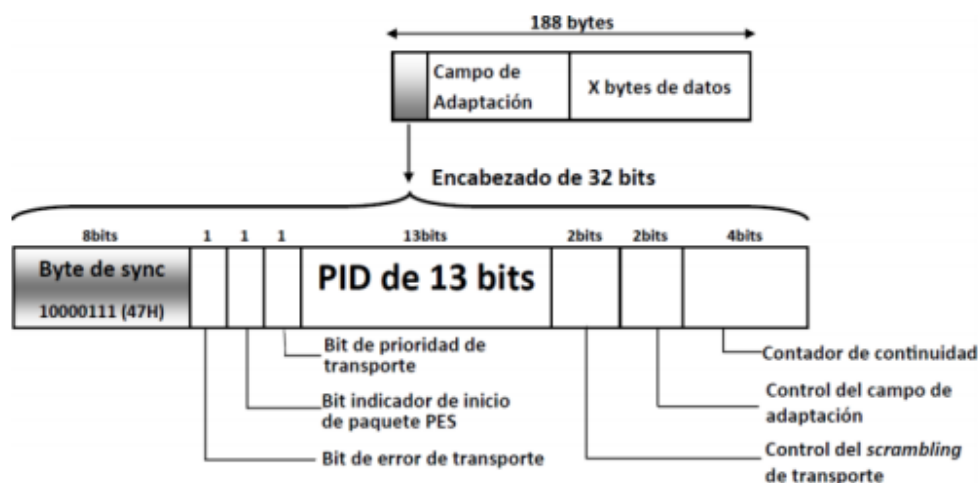 188 bytes
Campo de
Adaptación
X bytes de datos
Encabezado de 32 bits
8bits
1
1
1
13bits
2bits
2bits
4bits
Byte de sync
10000111 (47H)
PID de 13 bits
Bit de prioridad de
transporte
Bit indicador de inicio
de paquete PES
Bit de error de transporte
Contador de continuidad
Control del campo de
adaptación
Control del scrambling
de transporte